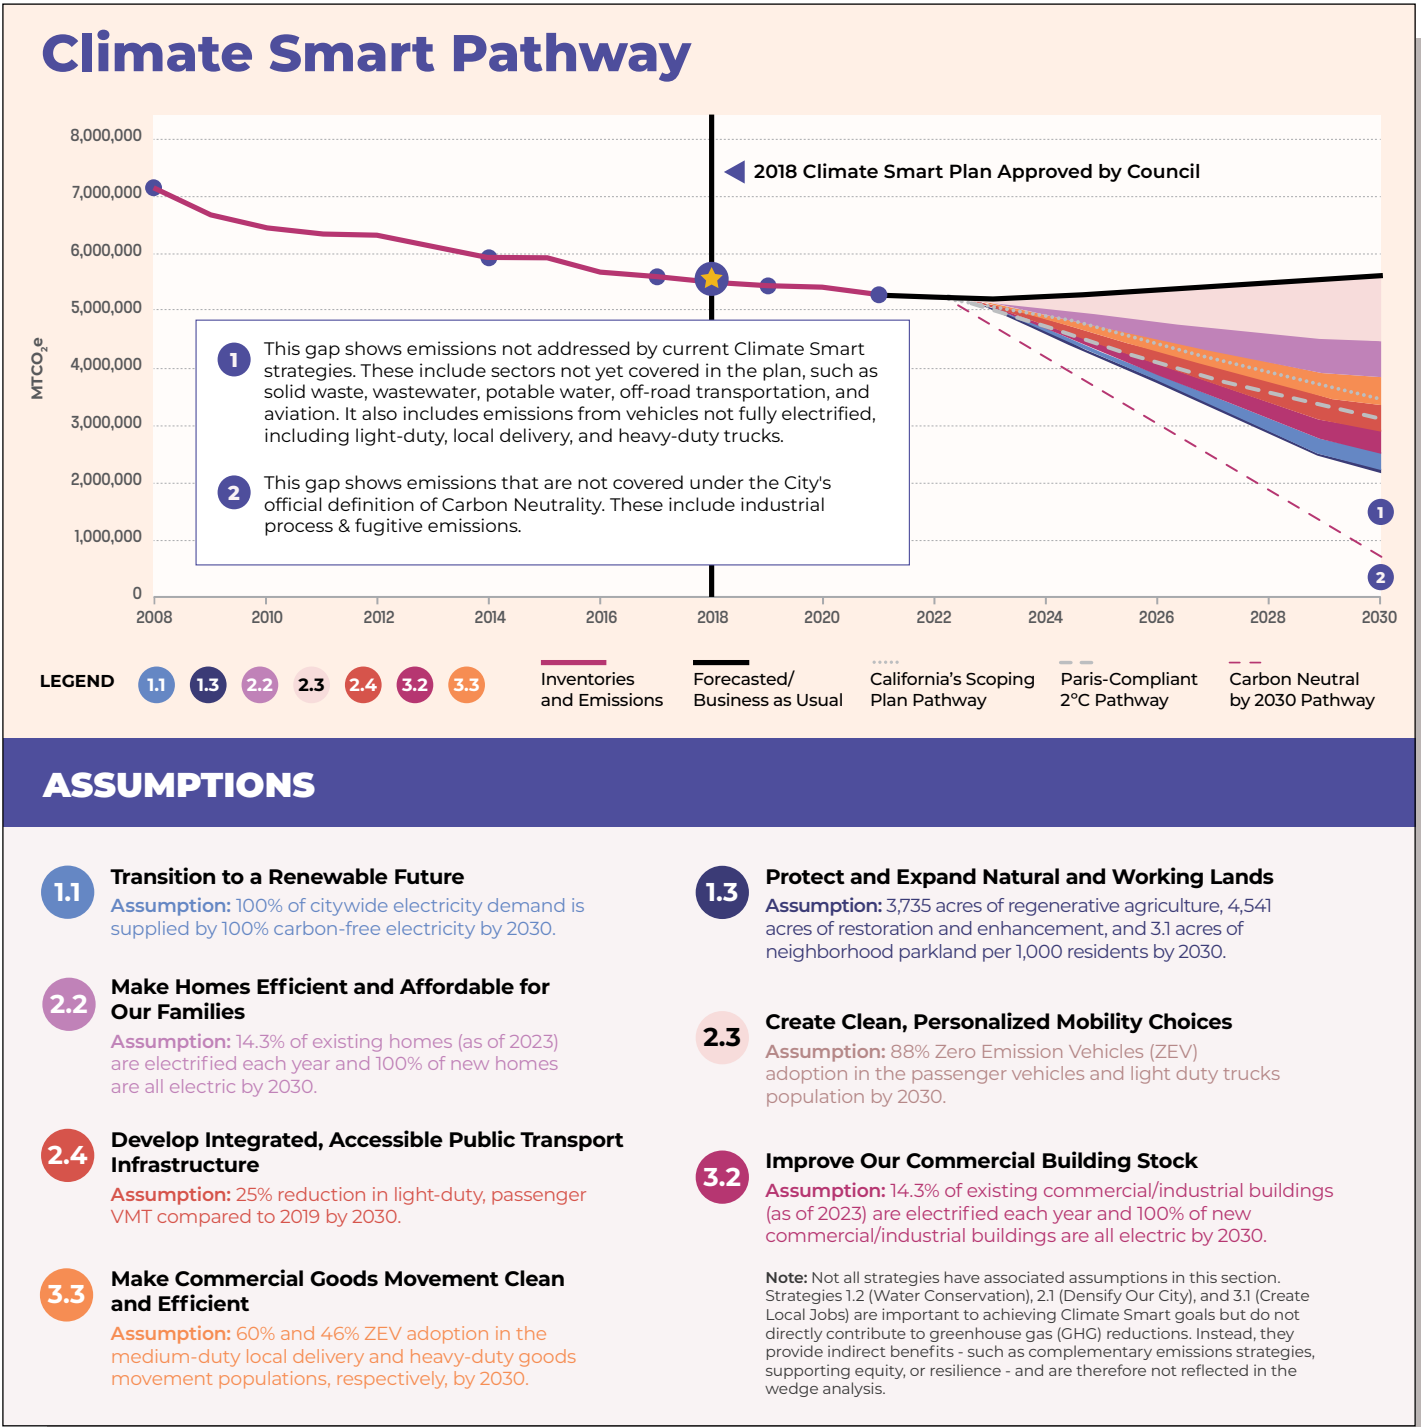 Climate Smart Pathway
8,000,000
7,000,000
6,000,000
5,000,000
4,000,000
3,000,000
2,000,000
1,000,000
0
MTCO₂e
2018 Climate Smart Plan Approved by Council
1
This gap shows emissions not addressed by current Climate Smart
strategies. These include sectors not yet covered in the plan, such as
solid waste, wastewater, potable water, off-road transportation, and
aviation. It also includes emissions from vehicles not fully electrified,
including light-duty, local delivery, and heavy-duty trucks.
2
This gap shows emissions that are not covered under the City's
official definition of Carbon Neutrality. These include industrial
process & fugitive emissions.
1
2
2008 2010 2012 2014 2016 2018 2020 2022 2024 2026 2028 2030
LEGEND 1.1 1.3 2.2 2.3 2.4 3.2 3.3
Inventories
and Emissions
Forecasted/
Business as Usual
California's Scoping
Plan Pathway
Paris-Compliant
2ºC Pathway
Carbon Neutral
by 2030 Pathway
ASSUMPTIONS
1.1
Transition to a Renewable Future
Assumption: 100% of citywide electricity demand is
supplied by 100% carbon-free electricity by 2030.
2.2
Make Homes Efficient and Affordable for
Our Families
Assumption: 14.3% of existing homes (as of 2023)
are electrified each year and 100% of new homes
are all electric by 2030.
2.4
Develop Integrated, Accessible Public Transport
Infrastructure
Assumption: 25% reduction in light-duty, passenger
VMT compared to 2019 by 2030.
3.3
Make Commercial Goods Movement Clean
and Efficient
Assumption: 60% and 46% ZEV adoption in the
medium-duty local delivery and heavy-duty goods
movement populations, respectively, by 2030.
1.3
Protect and Expand Natural and Working Lands
Assumption: 3,735 acres of regenerative agriculture, 4,541
acres of restoration and enhancement, and 3.1 acres of
neighborhood parkland per 1,000 residents by 2030.
2.3
Create Clean, Personalized Mobility Choices
Assumption: 88% Zero Emission Vehicles (ZEV)
adoption in the passenger vehicles and light duty trucks
population by 2030.
3.2
Improve Our Commercial Building Stock
Assumption: 14.3% of existing commercial/industrial buildings
(as of 2023) are electrified each year and 100% of new
commercial/industrial buildings are all electric by 2030.
Note: Not all strategies have associated assumptions in this section.
Strategies 1.2 (Water Conservation), 2.1 (Densify Our City), and 3.1 (Create
Local Jobs) are important to achieving Climate Smart goals but do not
directly contribute to greenhouse gas (GHG) reductions. Instead, they
provide indirect benefits - such as complementary emissions strategies,
supporting equity, or resilience - and are therefore not reflected in the
wedge analysis.